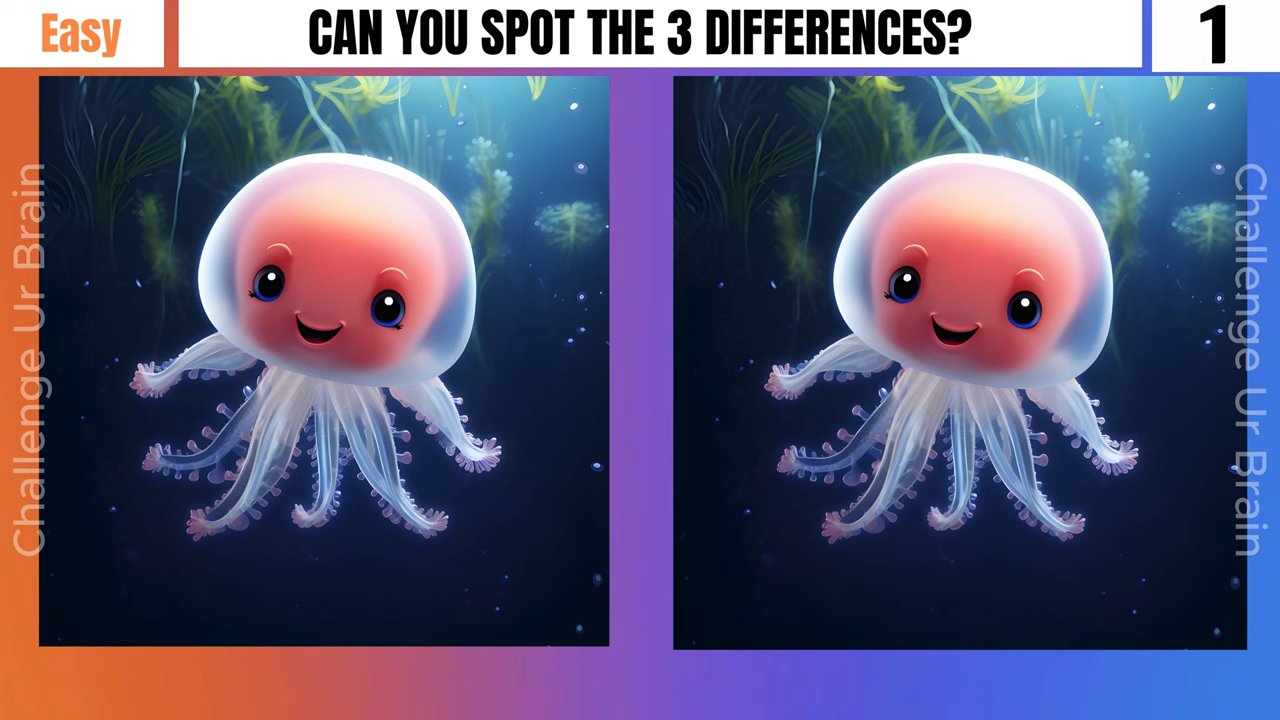 Easy
CAN YOU SPOT THE 3 DIFFERENCES?
1
Challenge Ur Brain
Challenge Ur Brain